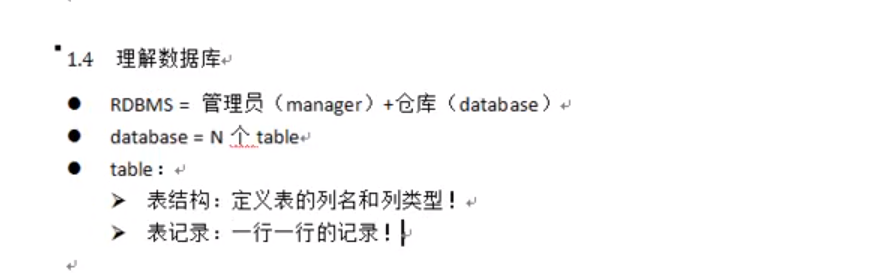 1.4 理解数据库
● RDBMS = 管理员（manager）+仓库（database）
● database = N 个 table
● table：
➢ 表结构：定义表的列名和列类型！
➢ 表记录：一行一行的记录！